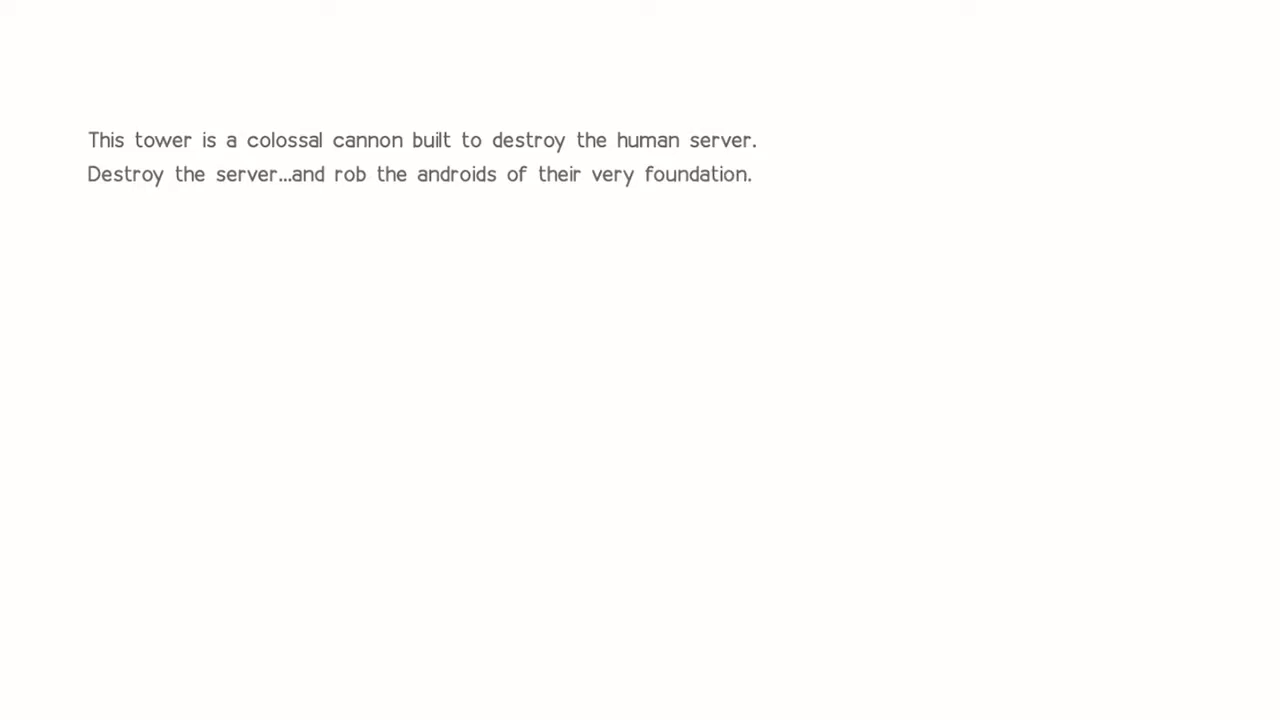 This tower is a colossal cannon built to destroy the human server.
Destroy the server...and rob the androids of their very foundation.